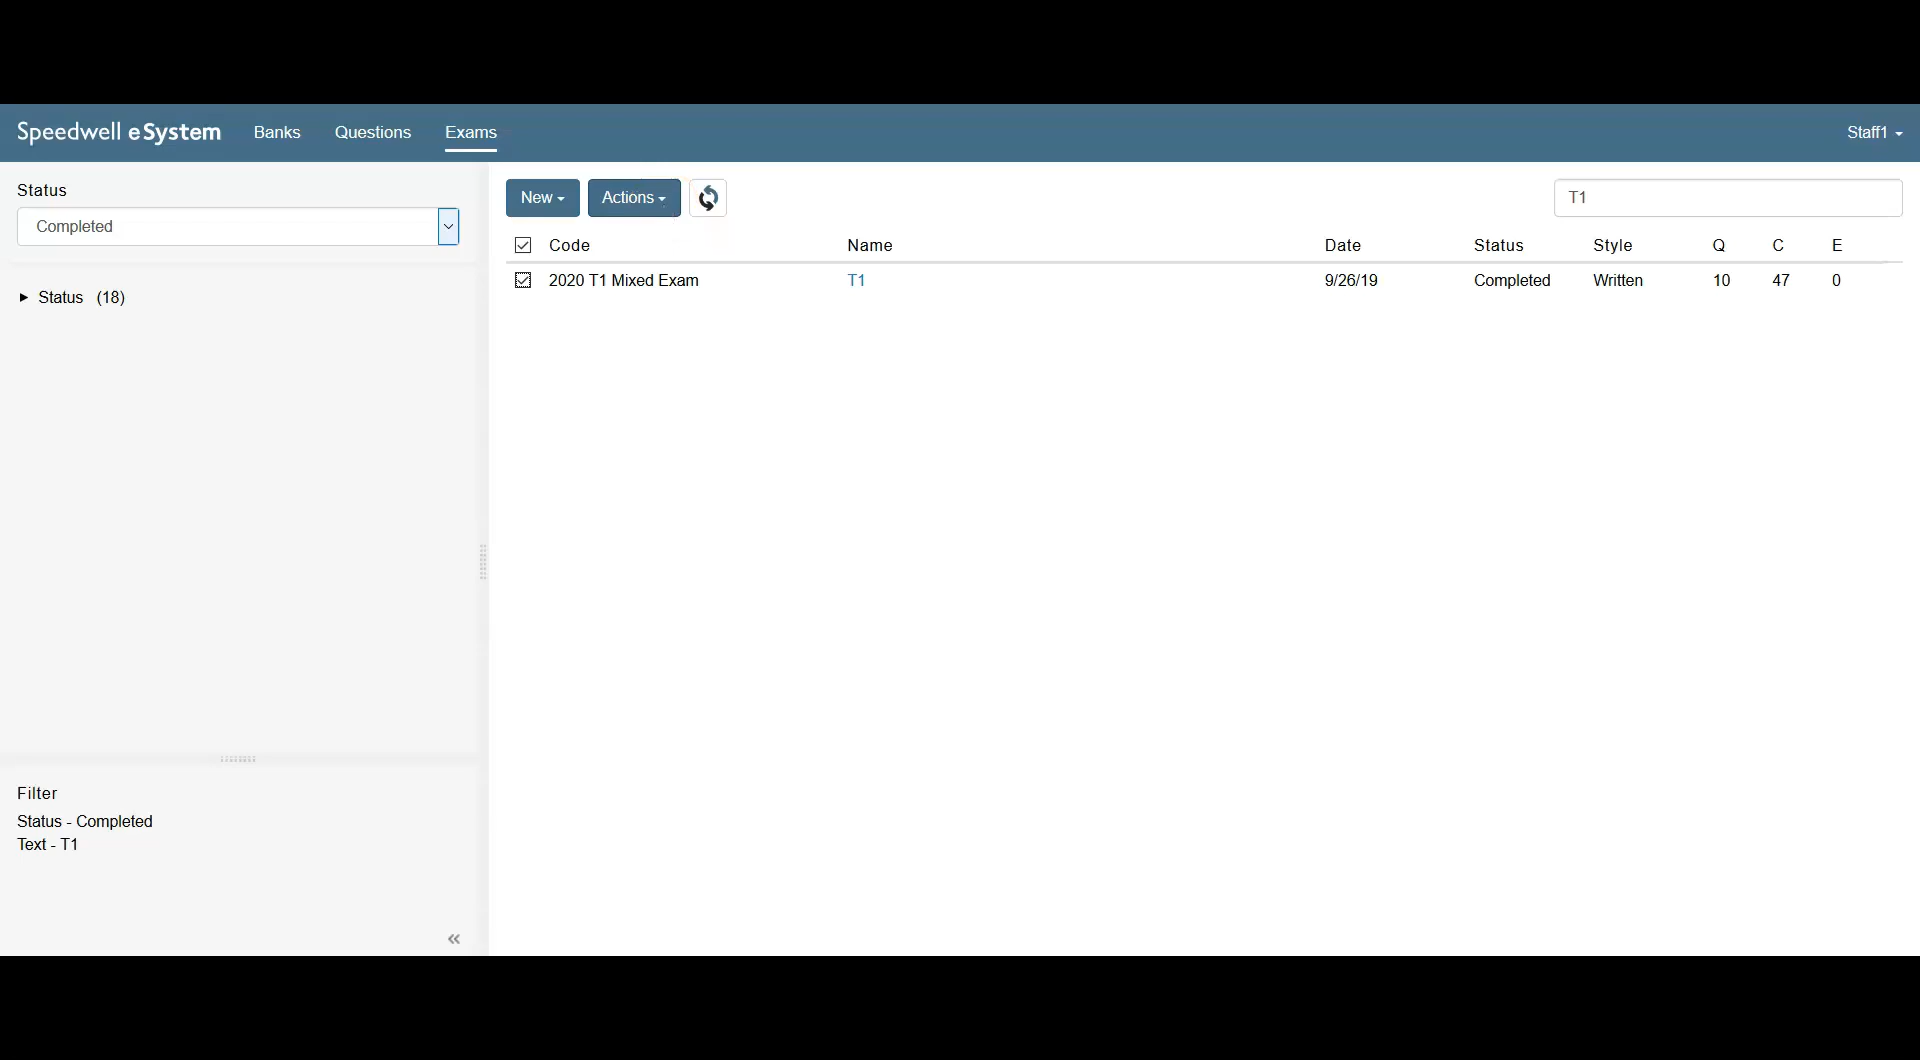 Speedwell eSystem Banks Questions Exams Staff1
Status
Completed
Status (18)
Filter
Status - Completed
Text - T1
New Actions T1
Code Name Date Status Style Q C E
2020 T1 Mixed Exam T1 9/26/19 Completed Written 10 47 0